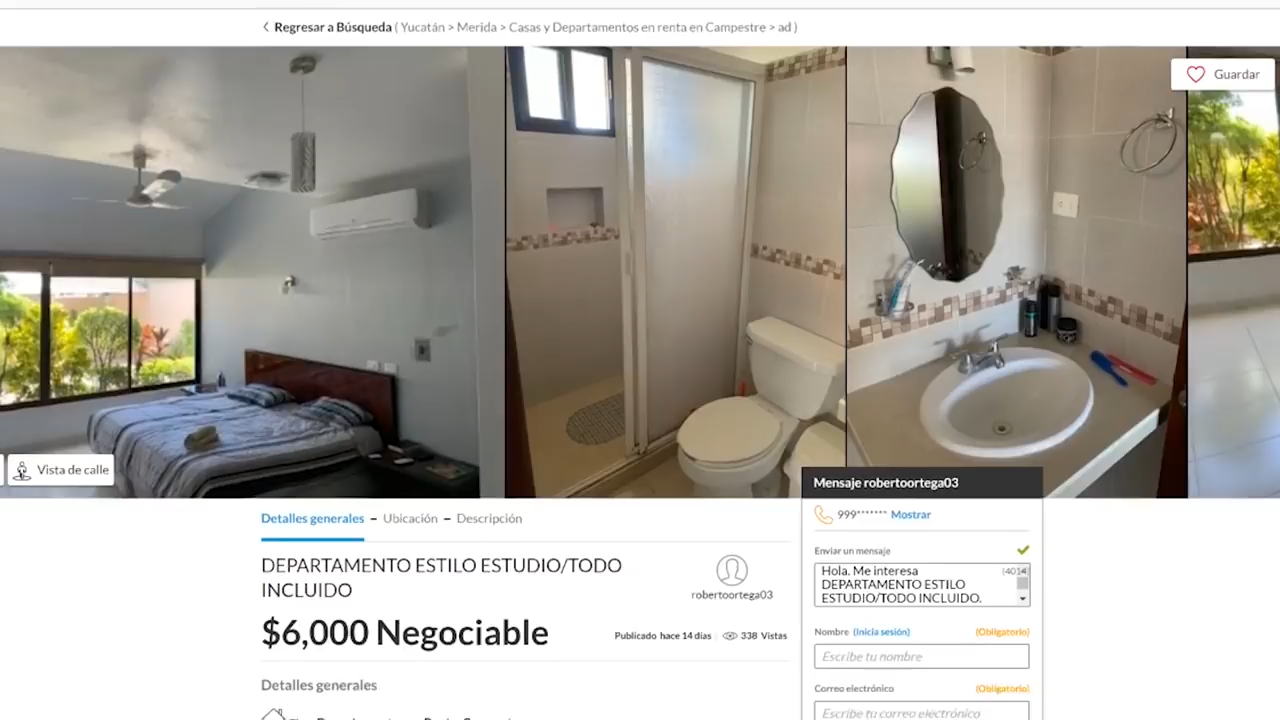 Regresar a Búsqueda ( Yucatán > Merida > Casas y Departamentos en renta en Campestre > ad )
Guardar
Vista de calle
Mensaje robertoortega03
999******* Mostrar
Detalles generales – Ubicación – Descripción
Enviar un mensaje
Hola. Me interesa
DEPARTAMENTO ESTILO
ESTUDIO/TODO INCLUIDO.
DEPARTAMENTO ESTILO ESTUDIO/TODO
INCLUIDO
robertoortega03
$6,000 Negociable
Publicado hace 14 días
338 Vistas
Nombre (Inicia sesión) (Obligatorio)
Escribe tu nombre
Detalles generales
Correo electrónico (Obligatorio)
Escribe tu correo electrónico